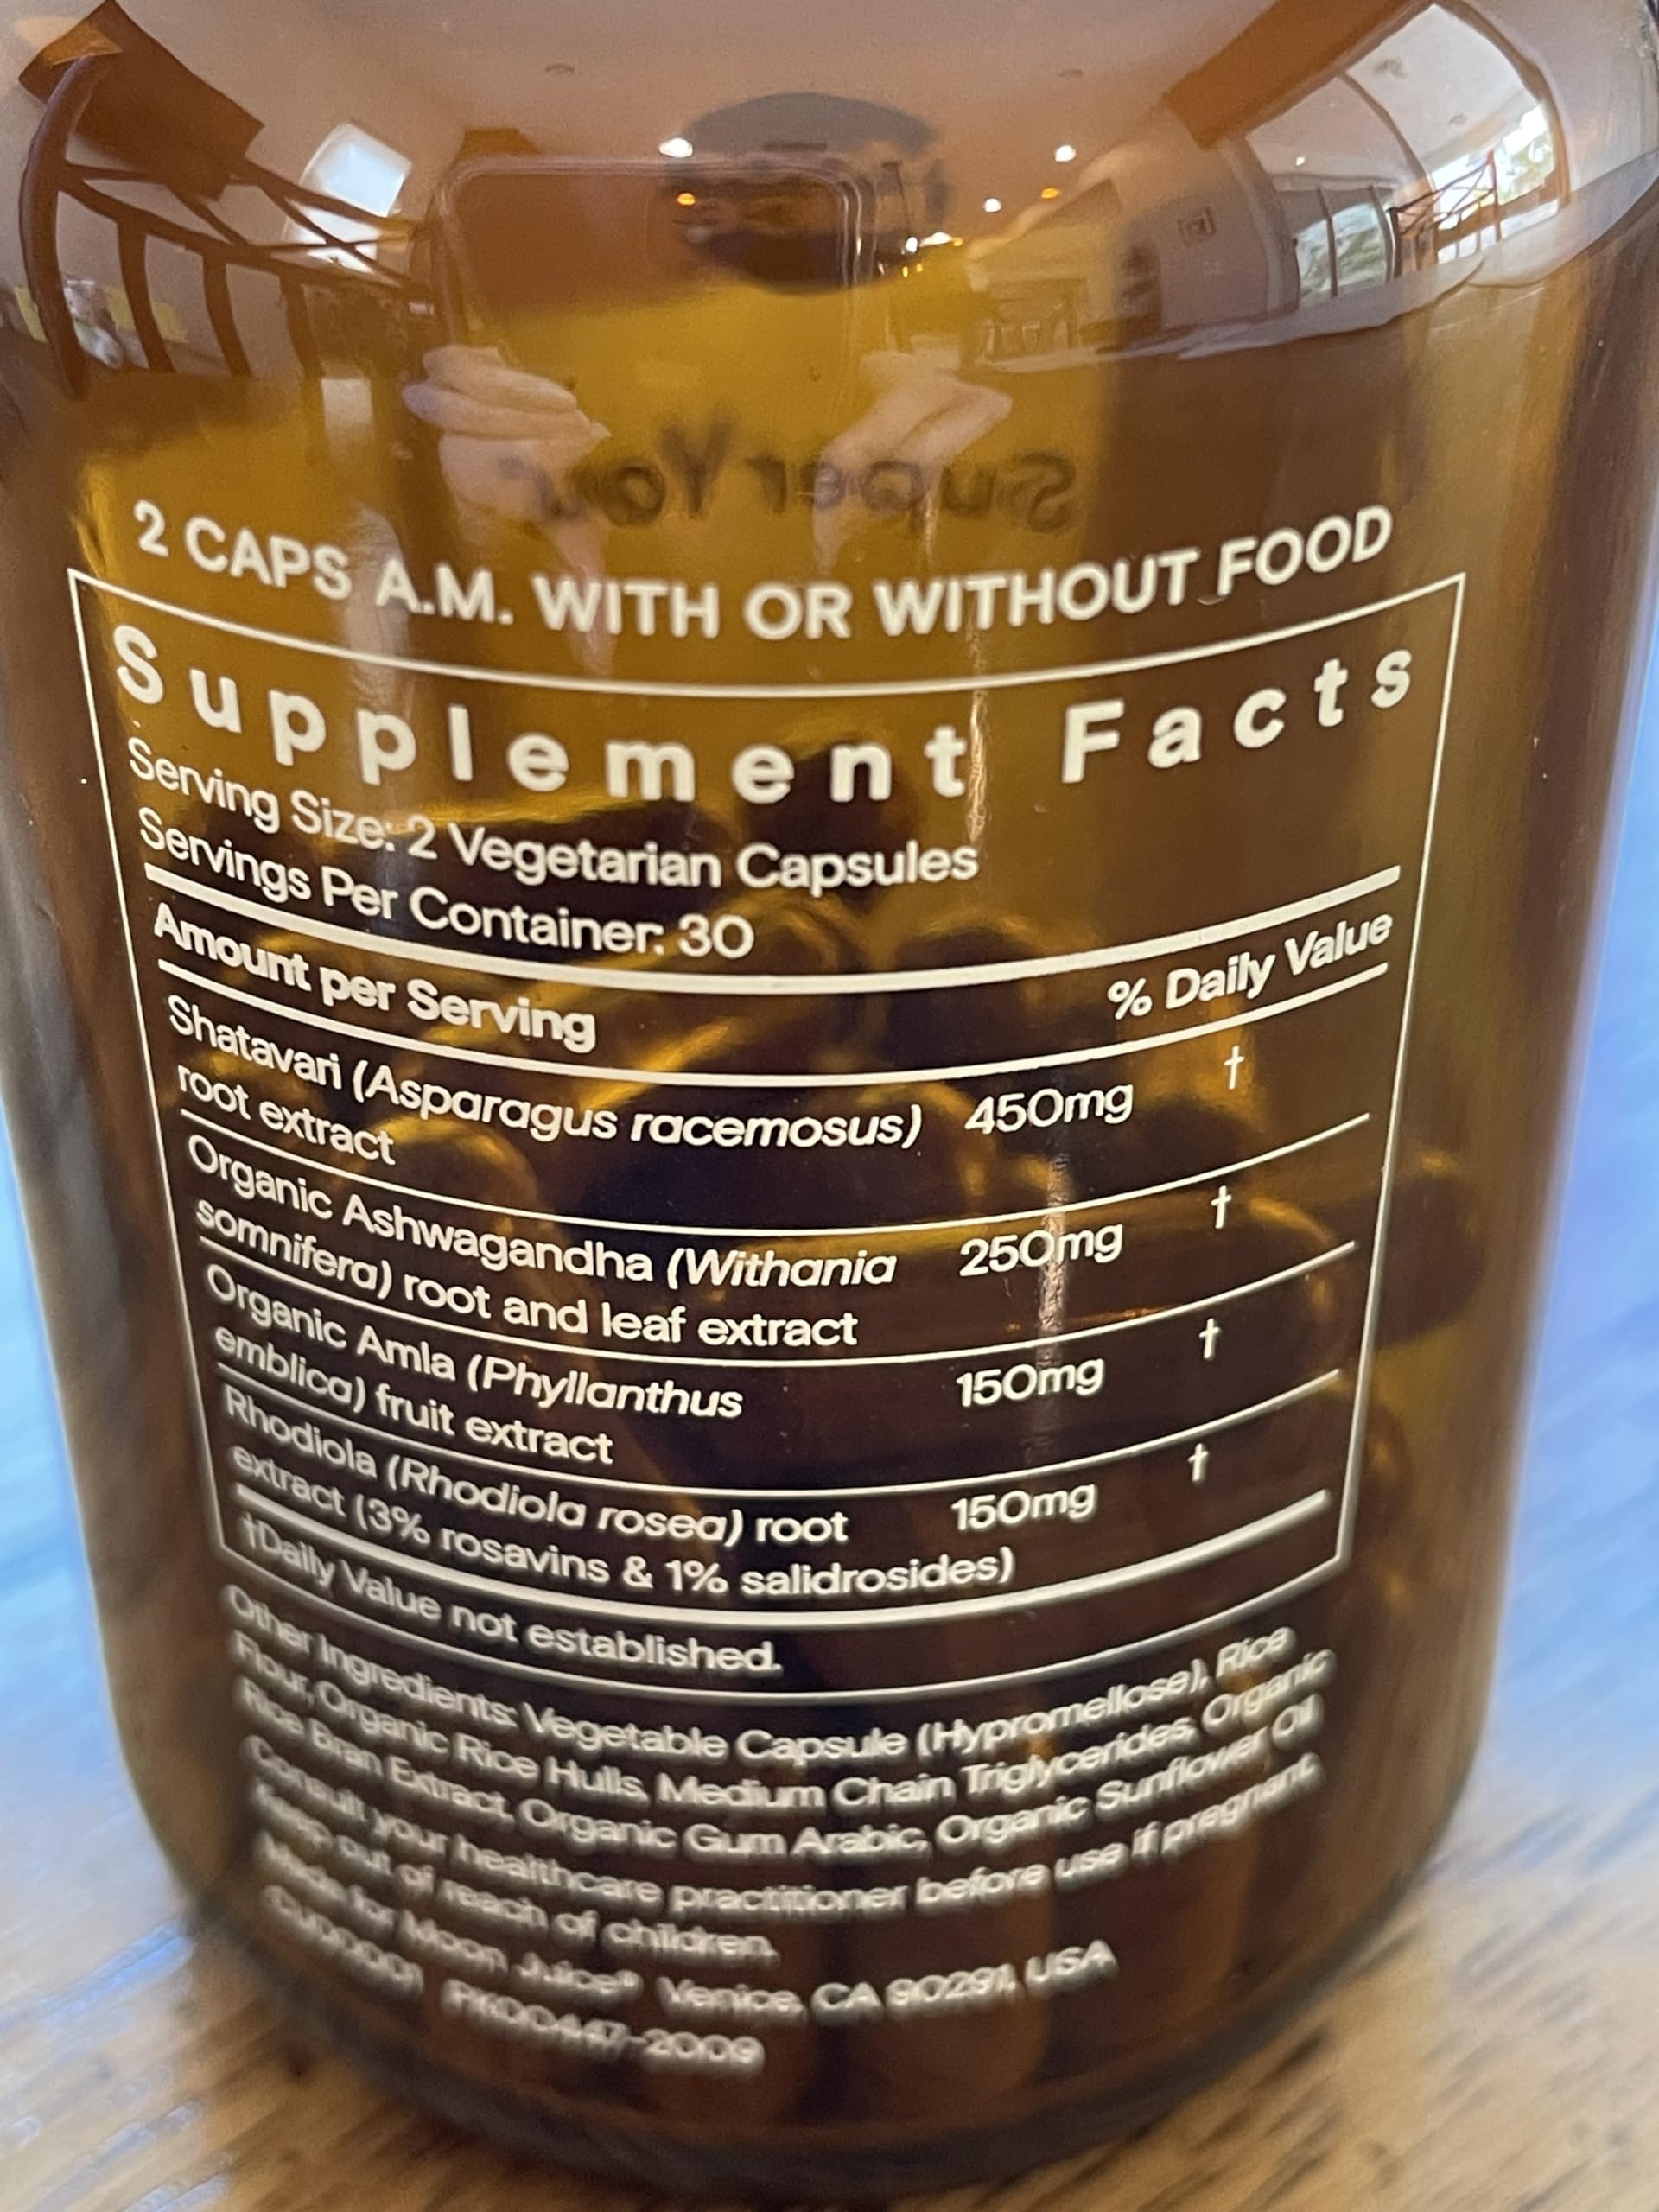 SuperYou®
2 CAPS A.M. WITH OR WITHOUT FOOD
Supplement Facts
Serving Size: 2 Vegetarian Capsules
Servings Per Container: 30
Amount per Serving % Daily Value
Shatavari (Asparagus racemosus) 450mg †
root extract
Organic Ashwagandha (Withania 250mg †
somnifera) root and leaf extract
Organic Amla (Phyllanthus 150mg †
emblica) fruit extract
Rhodiola (Rhodiola rosea) root 150mg †
extract (3% rosavins & 1% salidrosides)
†Daily Value not established.
Other Ingredients: Vegetable Capsule (Hypromellose), Rice
Flour, Organic Rice Hulls, Medium Chain Triglycerides, Organic
Rice Bran Extract, Organic Gum Arabic, Organic Sunflower Oil
Consult your healthcare practitioner before use if pregnant.
Keep out of reach of children.
Made for Moon Juice® Venice, CA 90291, USA
PK00447-2009